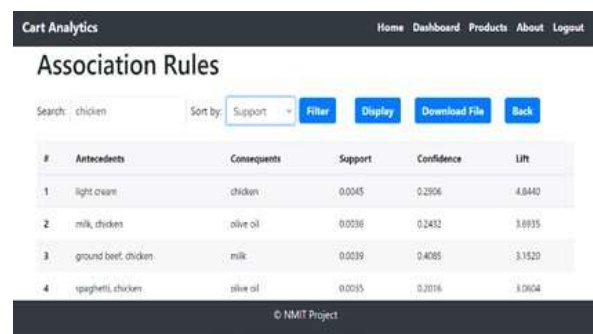 Cart Analytics Home Dashboard Products About Logout
Association Rules
Search: chicken Sort by: Support Filter Display Download File Back
# Antecedents Consequents Support Confidence Lift
1 light cream chicken 0.0045 0.2906 4.8440
2 milk, chicken olive oil 0.0036 0.2432 3.6935
3 ground beef, chicken milk 0.0039 0.4085 3.1520
4 spaghetti, chicken olive oil 0.0035 0.2016 3.0604
© NMIT Project